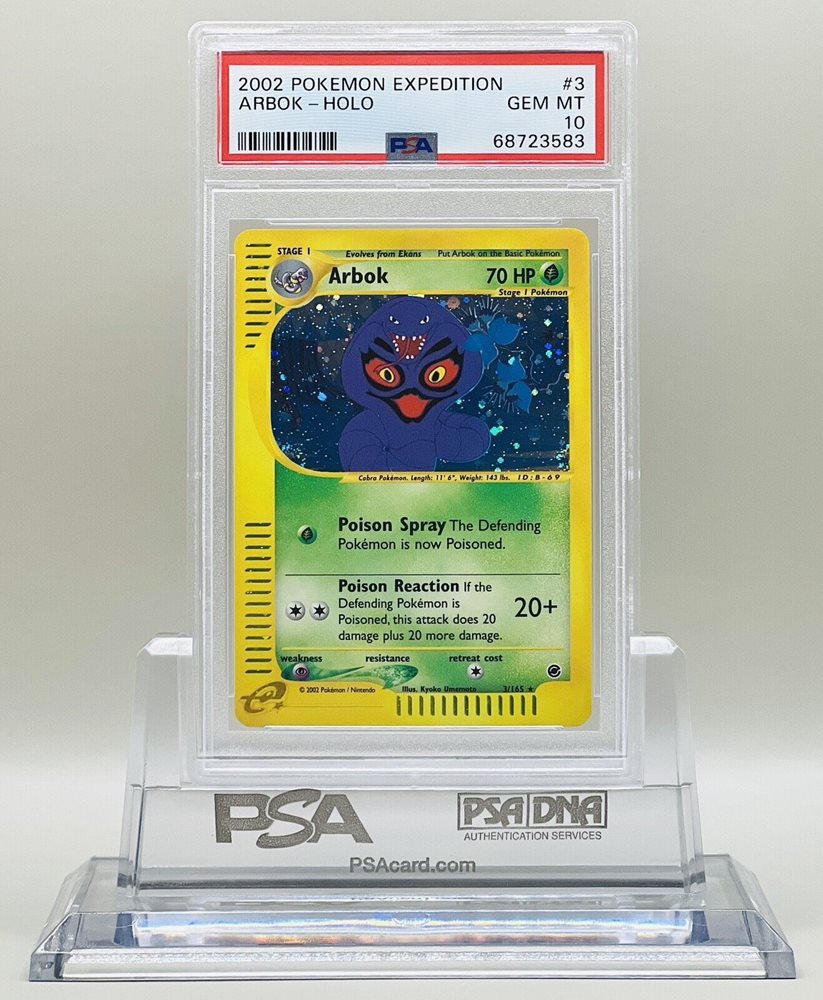 2002 POKEMON EXPEDITION #3
ARBOK – HOLO GEM MT
10
PSA 68723583
STAGE 1 Evolves from Ekans Put Arbok on the Basic Pokémon
Arbok 70 HP
Stage 1 Pokémon
Cobra Pokémon. Length: 11' 6", Weight: 143 lbs. ID: B-69
Poison Spray The Defending
Pokémon is now Poisoned.
Poison Reaction If the
Defending Pokémon is
Poisoned, this attack does 20
damage plus 20 more damage.
20+
weakness resistance retreat cost
© 2002 Pokémon / Nintendo Illus. Kyoko Umemoto 3/165 ★
PSA PSA DNA
AUTHENTICATION SERVICES
PSAcard.com